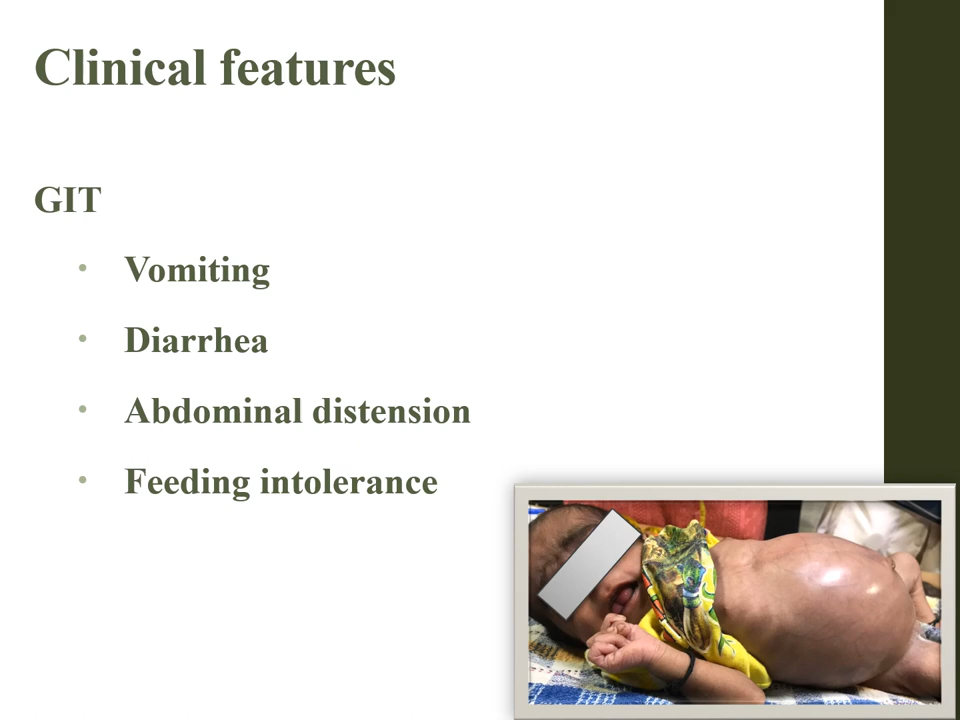 Clinical features
GIT
• Vomiting
• Diarrhea
• Abdominal distension
• Feeding intolerance